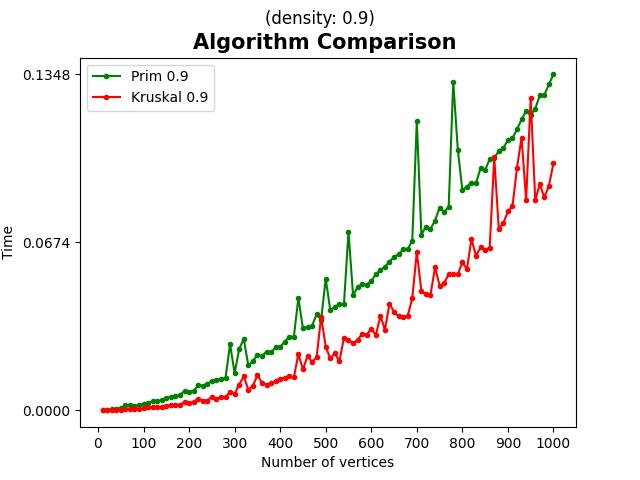 (density: 0.9)
Algorithm Comparison
Prim 0.9
Kruskal 0.9
0.1348
0.0674
0.0000
Time
0 100 200 300 400 500 600 700 800 900 1000
Number of vertices